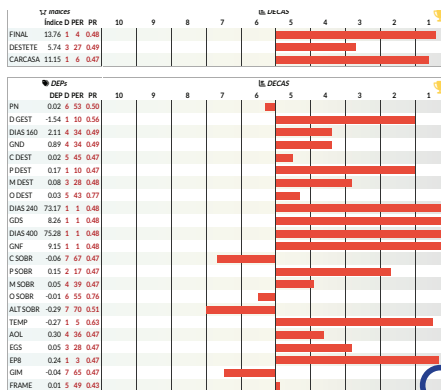 Índices DECAS
Índice D PER PR 10 9 8 7 6 5 4 3 2 1
FINAL 13.76 1 4 0.48
DESTETE 5.74 3 27 0.49
CARCASA 11.15 1 6 0.47
DEPs DECAS
DEP D PER PR 10 9 8 7 6 5 4 3 2 1
PN 0.02 6 53 0.50
D GEST -1.54 1 10 0.56
DIAS 160 2.11 4 34 0.49
GND 0.89 4 34 0.49
C DEST 0.02 5 45 0.47
P DEST 0.17 1 10 0.47
M DEST 0.08 3 28 0.48
O DEST 0.03 5 43 0.77
DIAS 240 73.17 1 1 0.48
GDS 8.26 1 1 0.48
DIAS 400 75.28 1 1 0.48
GNF 9.15 1 1 0.48
C SOBR -0.06 7 67 0.47
P SOBR 0.15 2 17 0.47
M SOBR 0.05 4 39 0.47
O SOBR -0.01 6 55 0.76
ALT SOBR -0.29 7 70 0.51
TEMP -0.27 1 5 0.63
AOL 0.30 4 36 0.47
EGS 0.05 3 28 0.47
EP8 0.24 1 3 0.47
GIM -0.04 7 65 0.47
FRAME 0.01 5 49 0.43